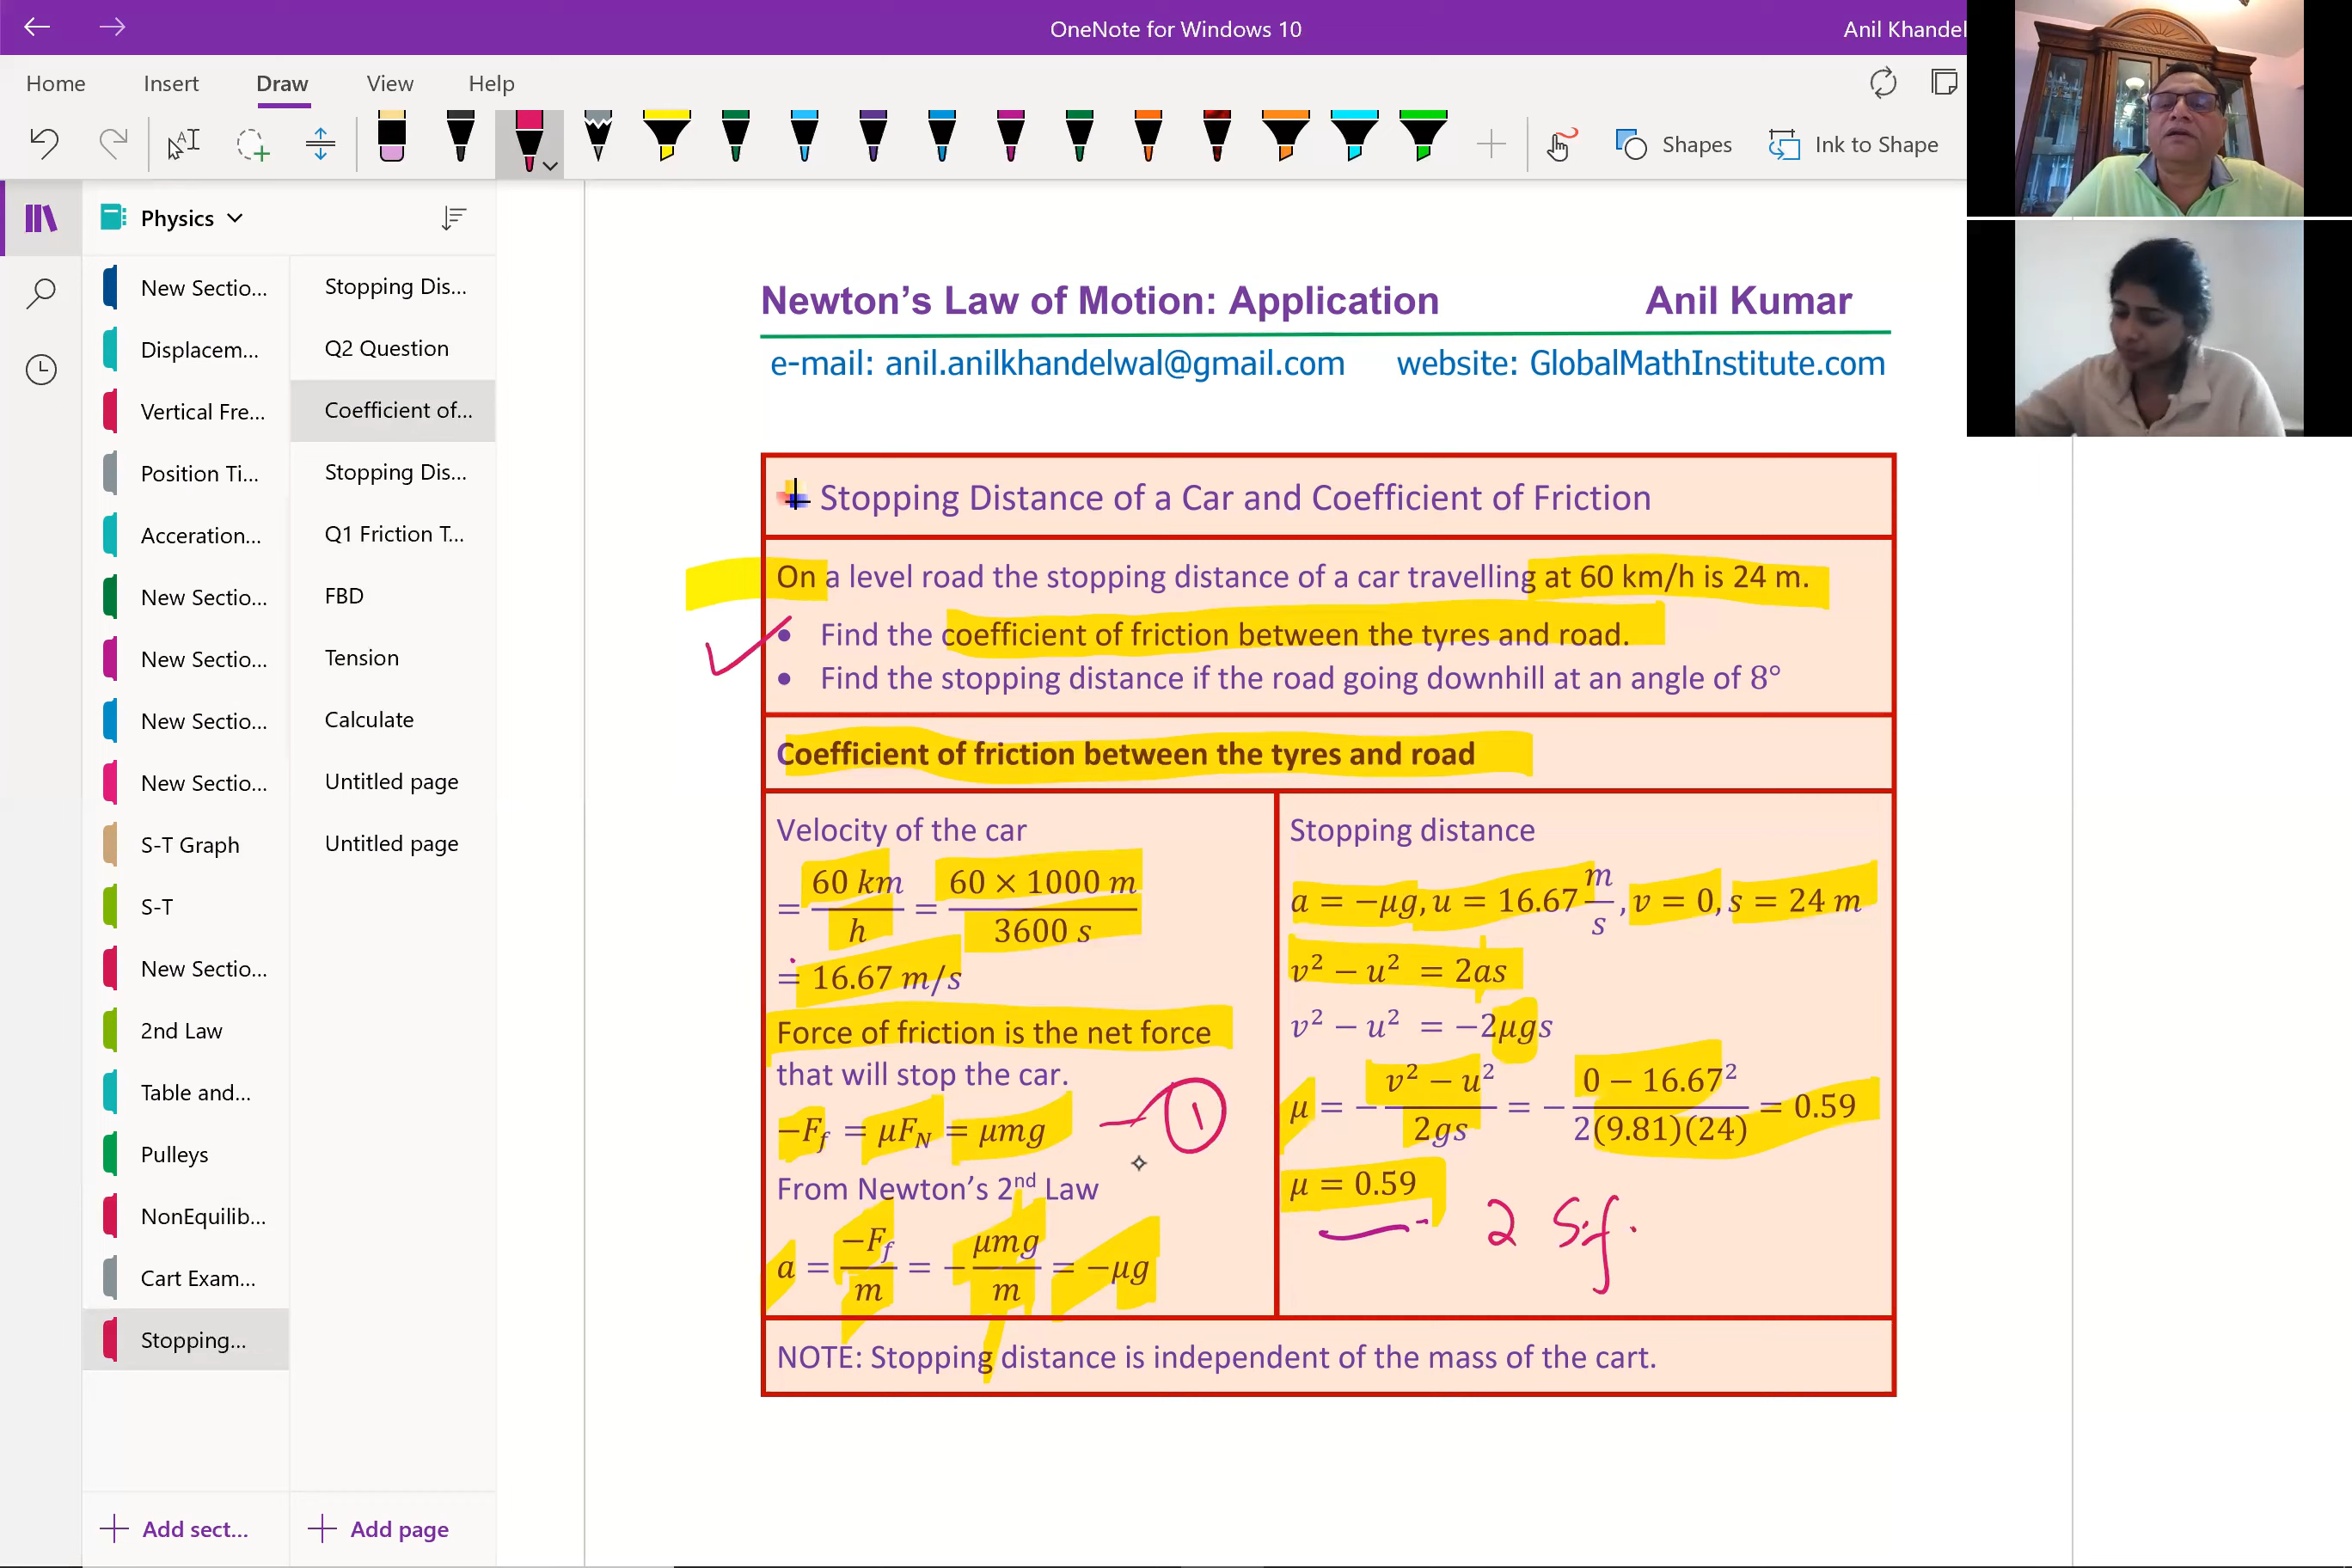 OneNote for Windows 10
Anil Khandel
Home Insert Draw View Help
Shapes Ink to Shape
Physics
New Sectio...
Displacem...
Vertical Fre...
Position Ti...
Acceration...
New Sectio...
New Sectio...
New Sectio...
New Sectio...
S-T Graph
S-T
New Sectio...
2nd Law
Table and...
Pulleys
NonEquilib...
Cart Exam...
Stopping...
Add sect...
Stopping Dis...
Q2 Question
Coefficient of...
Stopping Dis...
Q1 Friction T...
FBD
Tension
Calculate
Untitled page
Untitled page
Add page
Newton's Law of Motion: Application Anil Kumar
e-mail: anil.anilkhandelwal@gmail.com website: GlobalMathInstitute.com
Stopping Distance of a Car and Coefficient of Friction
On a level road the stopping distance of a car travelling at 60 km/h is 24 m.
• Find the coefficient of friction between the tyres and road.
• Find the stopping distance if the road going downhill at an angle of 8°
Coefficient of friction between the tyres and road
Velocity of the car
= 60 km / h = 60 × 1000 m / 3600 s
= 16.67 m/s
Force of friction is the net force
that will stop the car.
−F_f = μF_N = μmg — 1
From Newton's 2nd Law
a = −F_f / m = − μmg / m = −μg
Stopping distance
a = −μg, u = 16.67 m/s, v = 0, s = 24 m
v² − u² = 2as
v² − u² = −2μgs
μ = − (v² − u²) / 2gs = − (0 − 16.67²) / 2(9.81)(24) = 0.59
μ = 0.59 2 S.f.
NOTE: Stopping distance is independent of the mass of the cart.